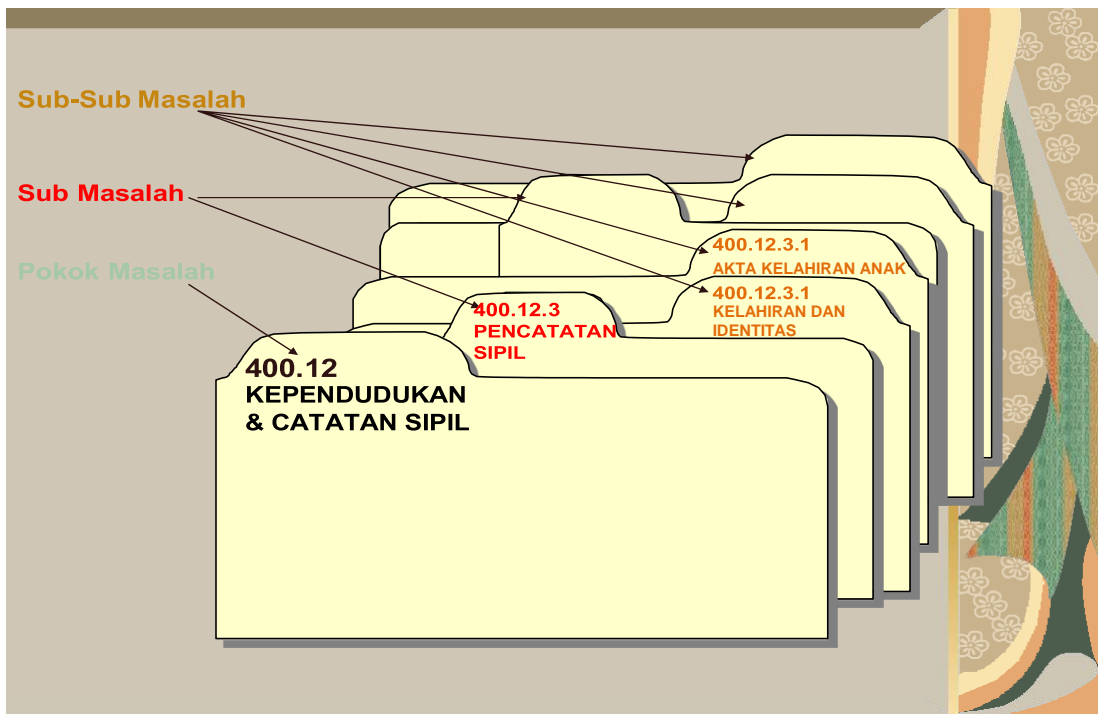 Sub-Sub Masalah
Sub Masalah
Pokok Masalah
400.12.3.1
AKTA KELAHIRAN ANAK
400.12.3.1
KELAHIRAN DAN
IDENTITAS
400.12.3
PENCATATAN
SIPIL
400.12
KEPENDUDUKAN
& CATATAN SIPIL